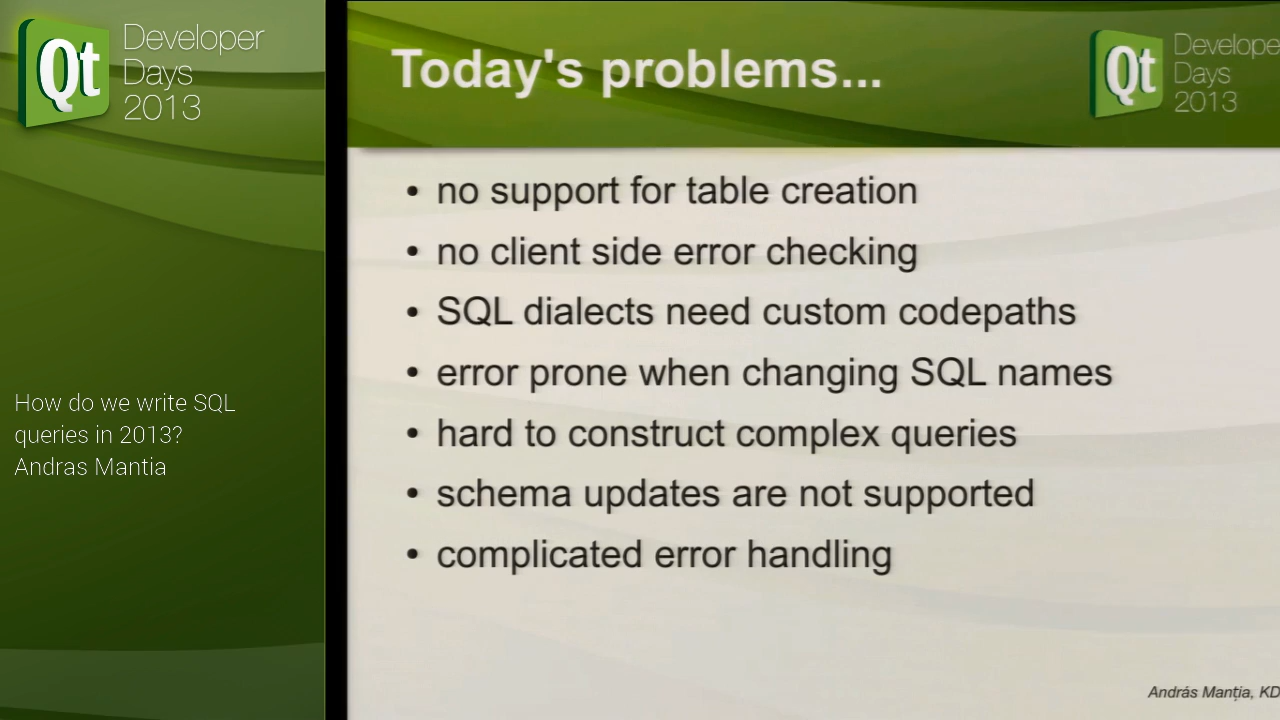 Qt
Developer
Days
2013
How do we write SQL
queries in 2013?
Andras Mantia
Today's problems...
Qt
Develope
Days
2013
• no support for table creation
• no client side error checking
• SQL dialects need custom codepaths
• error prone when changing SQL names
• hard to construct complex queries
• schema updates are not supported
• complicated error handling
András Manția, KD